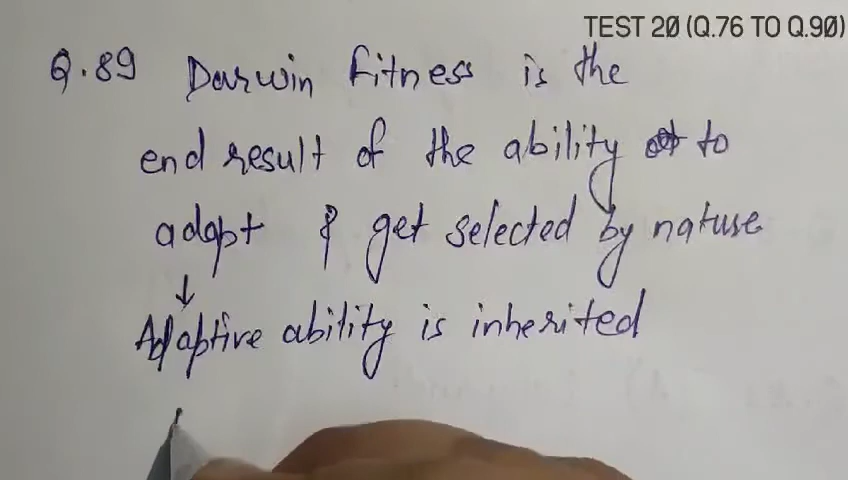 TEST 20 (Q.76 TO Q.90)
Q.89 Darwin fitness is the
end result of the ability to
adapt & get selected by nature
↓
Adaptive ability is inherited